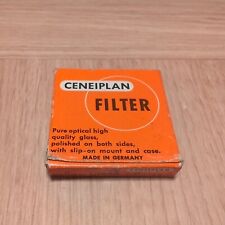 CENEIPLAN
FILTER
Pure optical high
quality glass,
polished on both sides,
with slip-on mount and case.
MADE IN GERMANY
CENEIPLAN